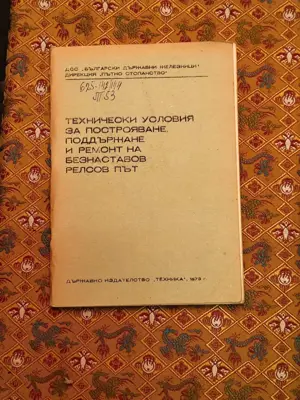 ДСО „БЪЛГАРСКИ ДЪРЖАВНИ ЖЕЛЕЗНИЦИ"
ДИРЕКЦИЯ „ПЪТНО СТОПАНСТВО"
ТЕХНИЧЕСКИ УСЛОВИЯ
ЗА ПОСТРОЯВАНЕ,
ПОДДЪРЖАНЕ
И РЕМОНТ НА
БЕЗНАСТАВОВ
РЕЛСОВ ПЪТ
ДЪРЖАВНО ИЗДАТЕЛСТВО „ТЕХНИКА", 1979 г.